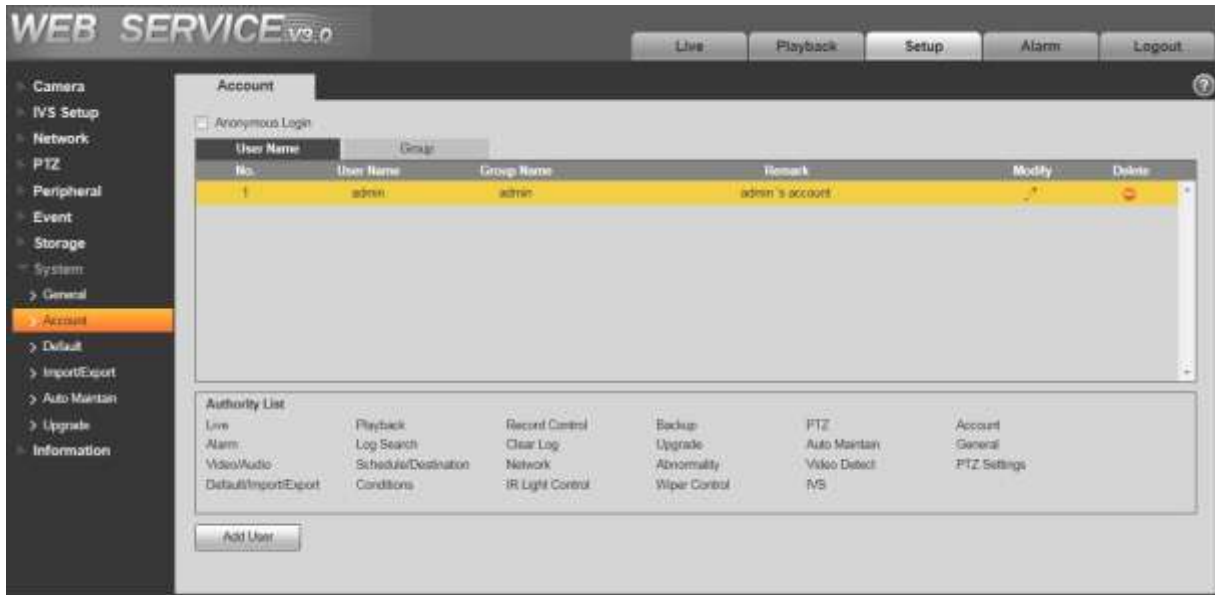 WEB SERVICE V3.0
Live Playback Setup Alarm Logout
Camera
IVS Setup
Network
PTZ
Peripheral
Event
Storage
System
General
Account
Default
Import/Export
Auto Maintain
Upgrade
Information
Account ?
Anonymous Login
User Name Group
No. User Name Group Name Remark Modify Delete
1 admin admin admin 's account
Authority List
Live Playback Record Control Backup PTZ Account
Alarm Log Search Clear Log Upgrade Auto Maintain General
Video/Audio Schedule/Destination Network Abnormality Video Detect PTZ Settings
Default/Import/Export Conditions IR Light Control Wiper Control IVS
Add User